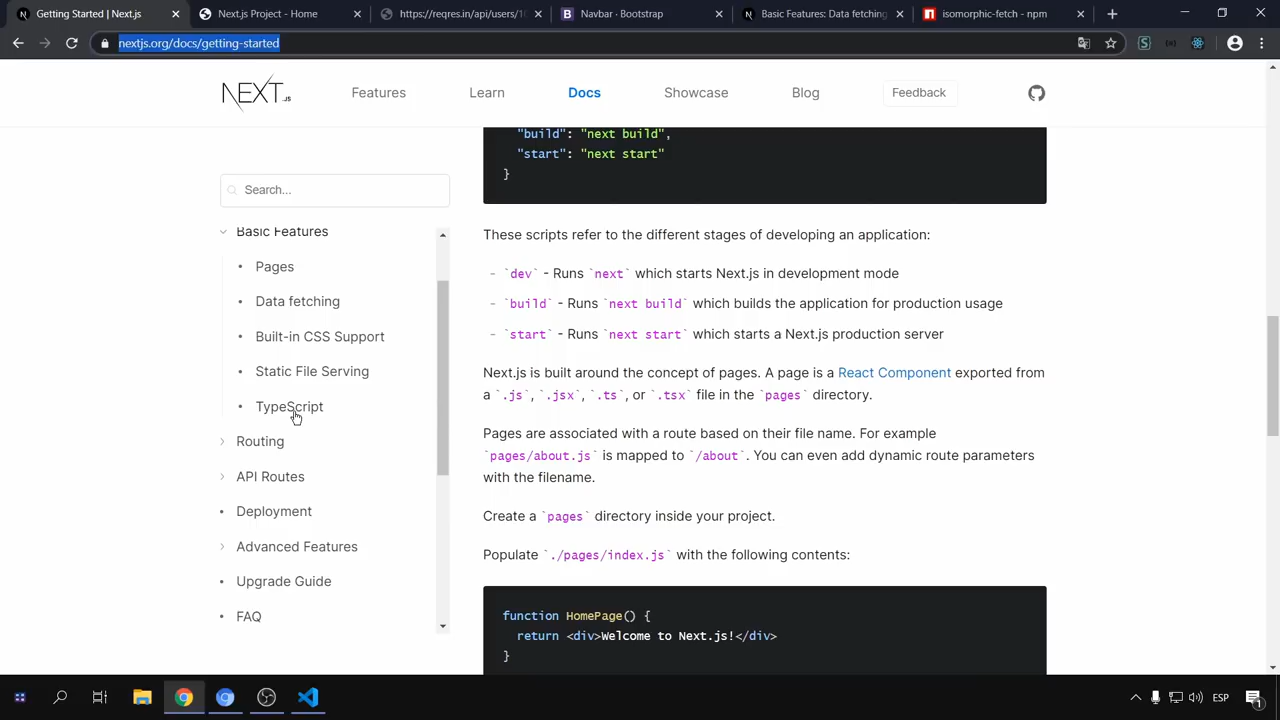 Getting Started | Next.js
Next.js Project - Home
https://reqres.in/api/users/1
Navbar · Bootstrap
Basic Features: Data fetching
isomorphic-fetch - npm
nextjs.org/docs/getting-started
NEXT.JS
Features
Learn
Docs
Showcase
Blog
Feedback
Search...
Basic Features
Pages
Data fetching
Built-in CSS Support
Static File Serving
TypeScript
Routing
API Routes
Deployment
Advanced Features
Upgrade Guide
FAQ
"build": "next build",
"start": "next start"
}
These scripts refer to the different stages of developing an application:
- `dev` - Runs `next` which starts Next.js in development mode
- `build` - Runs `next build` which builds the application for production usage
- `start` - Runs `next start` which starts a Next.js production server
Next.js is built around the concept of pages. A page is a React Component exported from
a `.js`, `.jsx`, `.ts`, or `.tsx` file in the `pages` directory.
Pages are associated with a route based on their file name. For example
`pages/about.js` is mapped to `/about`. You can even add dynamic route parameters
with the filename.
Create a `pages` directory inside your project.
Populate `./pages/index.js` with the following contents:
function HomePage() {
return <div>Welcome to Next.js!</div>
}
ESP
1